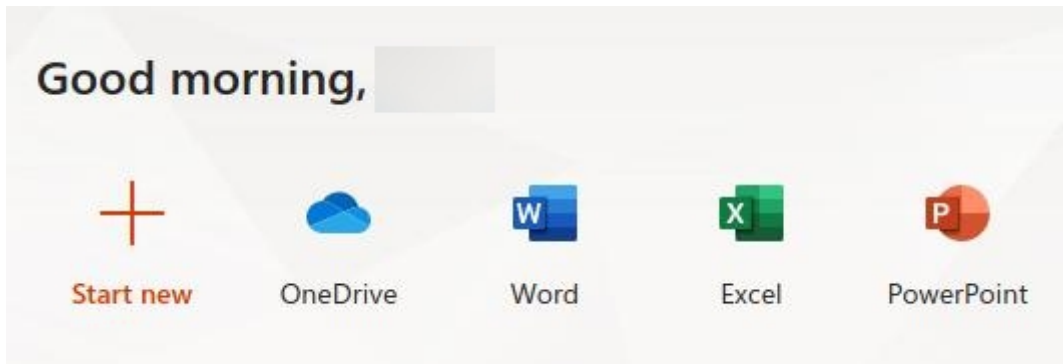 Good morning,
W
X
P
Start new
OneDrive
Word
Excel
PowerPoint